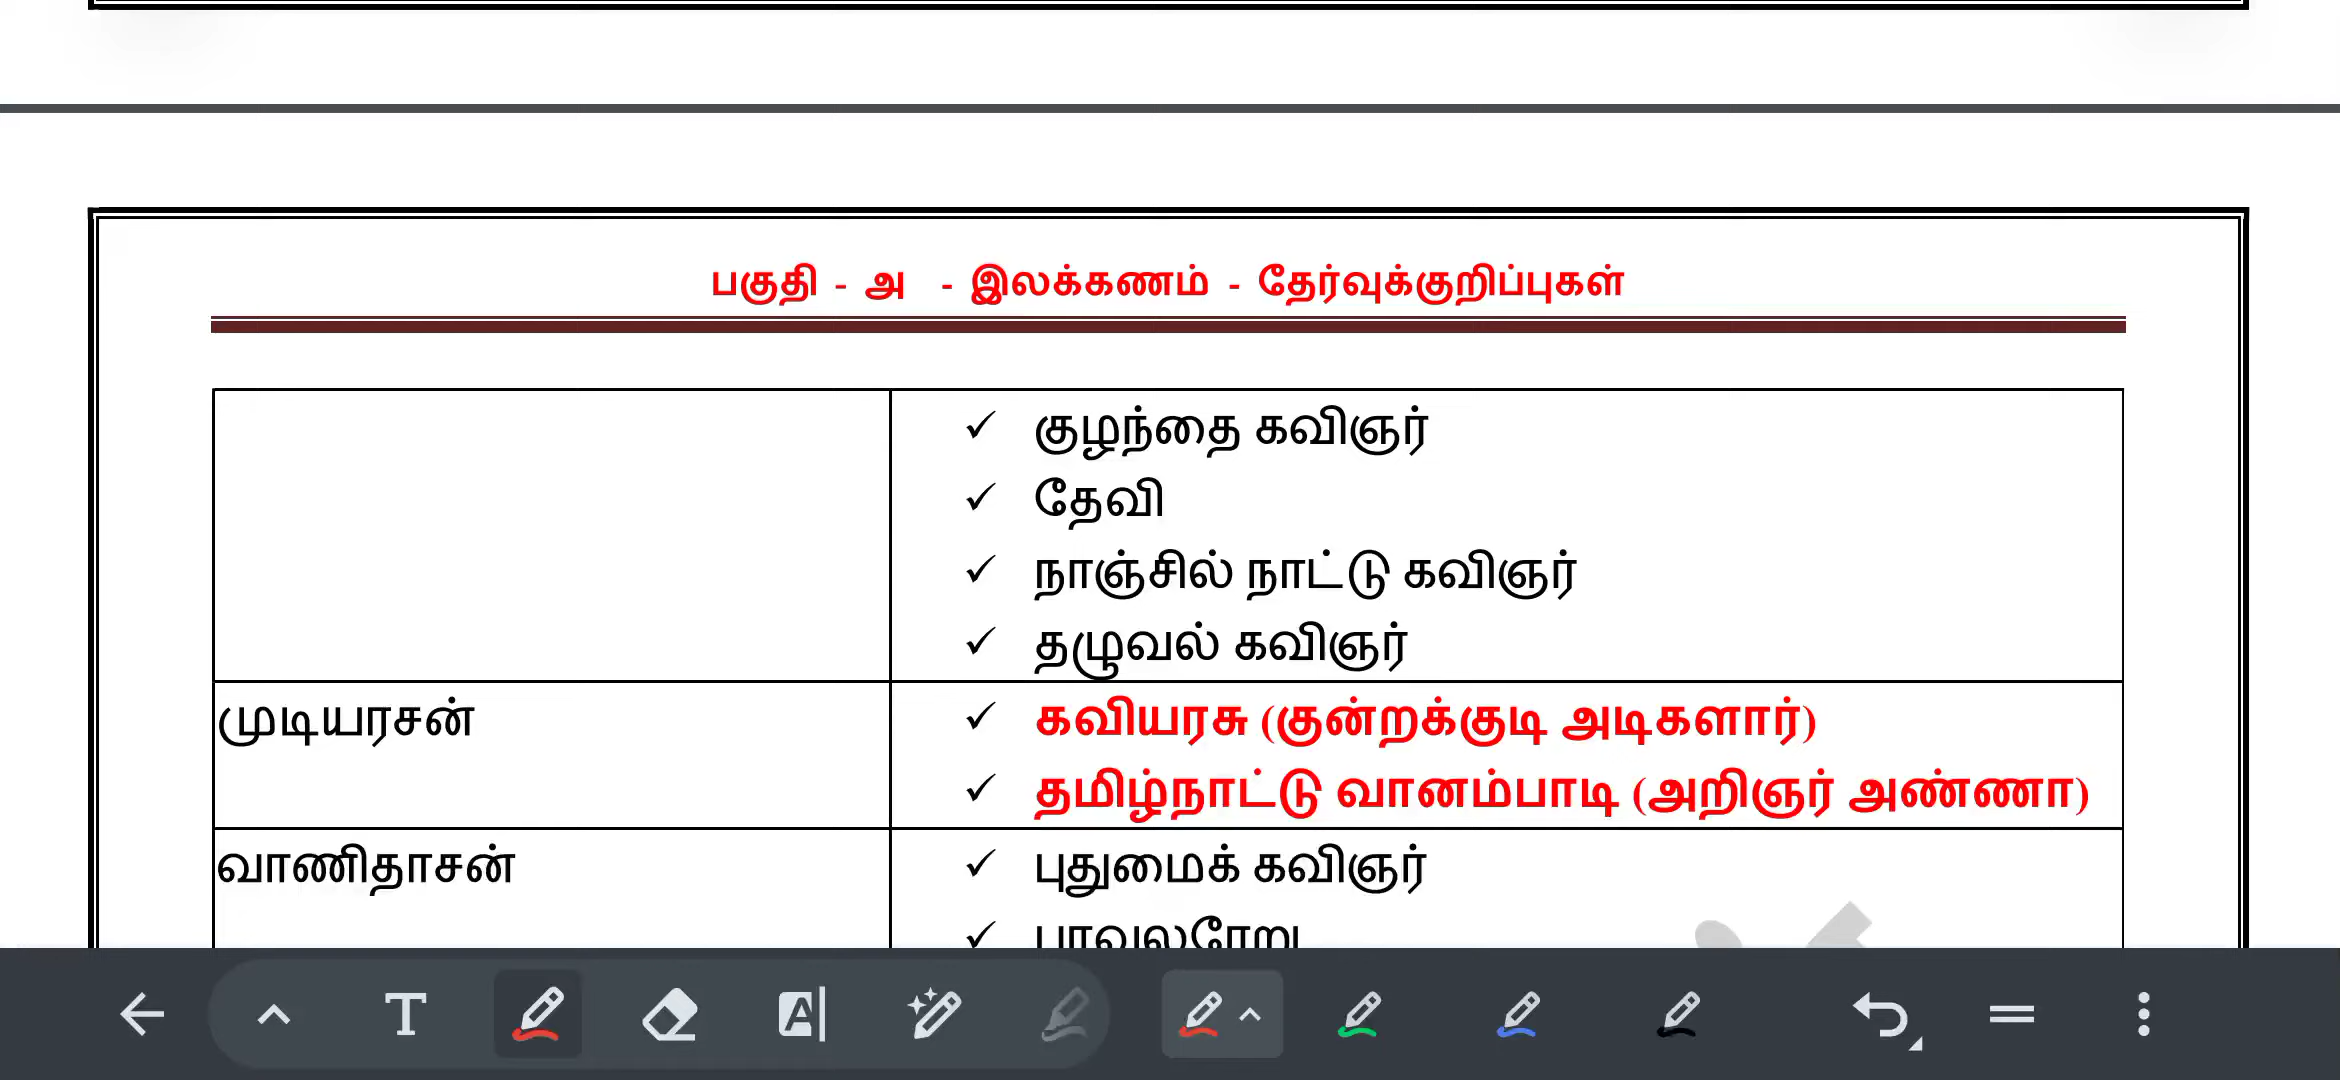 பகுதி - அ - இலக்கணம் - தேர்வுக்குறிப்புகள்
✓ குழந்தை கவிஞர்
✓ தேவி
✓ நாஞ்சில் நாட்டு கவிஞர்
✓ தழுவல் கவிஞர்
முடியரசன் ✓ கவியரசு (குன்றக்குடி அடிகளார்)
✓ தமிழ்நாட்டு வானம்பாடி (அறிஞர் அண்ணா)
வாணிதாசன் ✓ புதுமைக் கவிஞர்
✓ பாவலரேறு